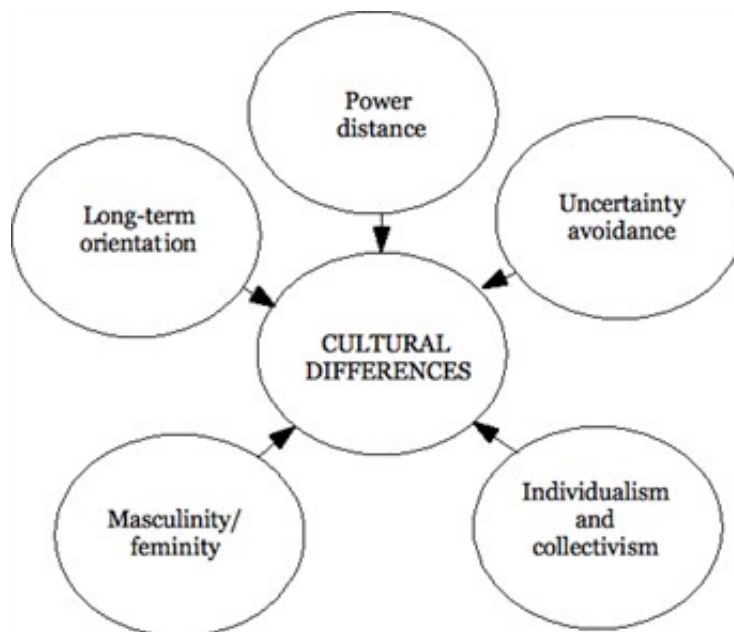 Power
distance
Long-term
orientation
Uncertainty
avoidance
CULTURAL
DIFFERENCES
Masculinity/
feminity
Individualism
and
collectivism